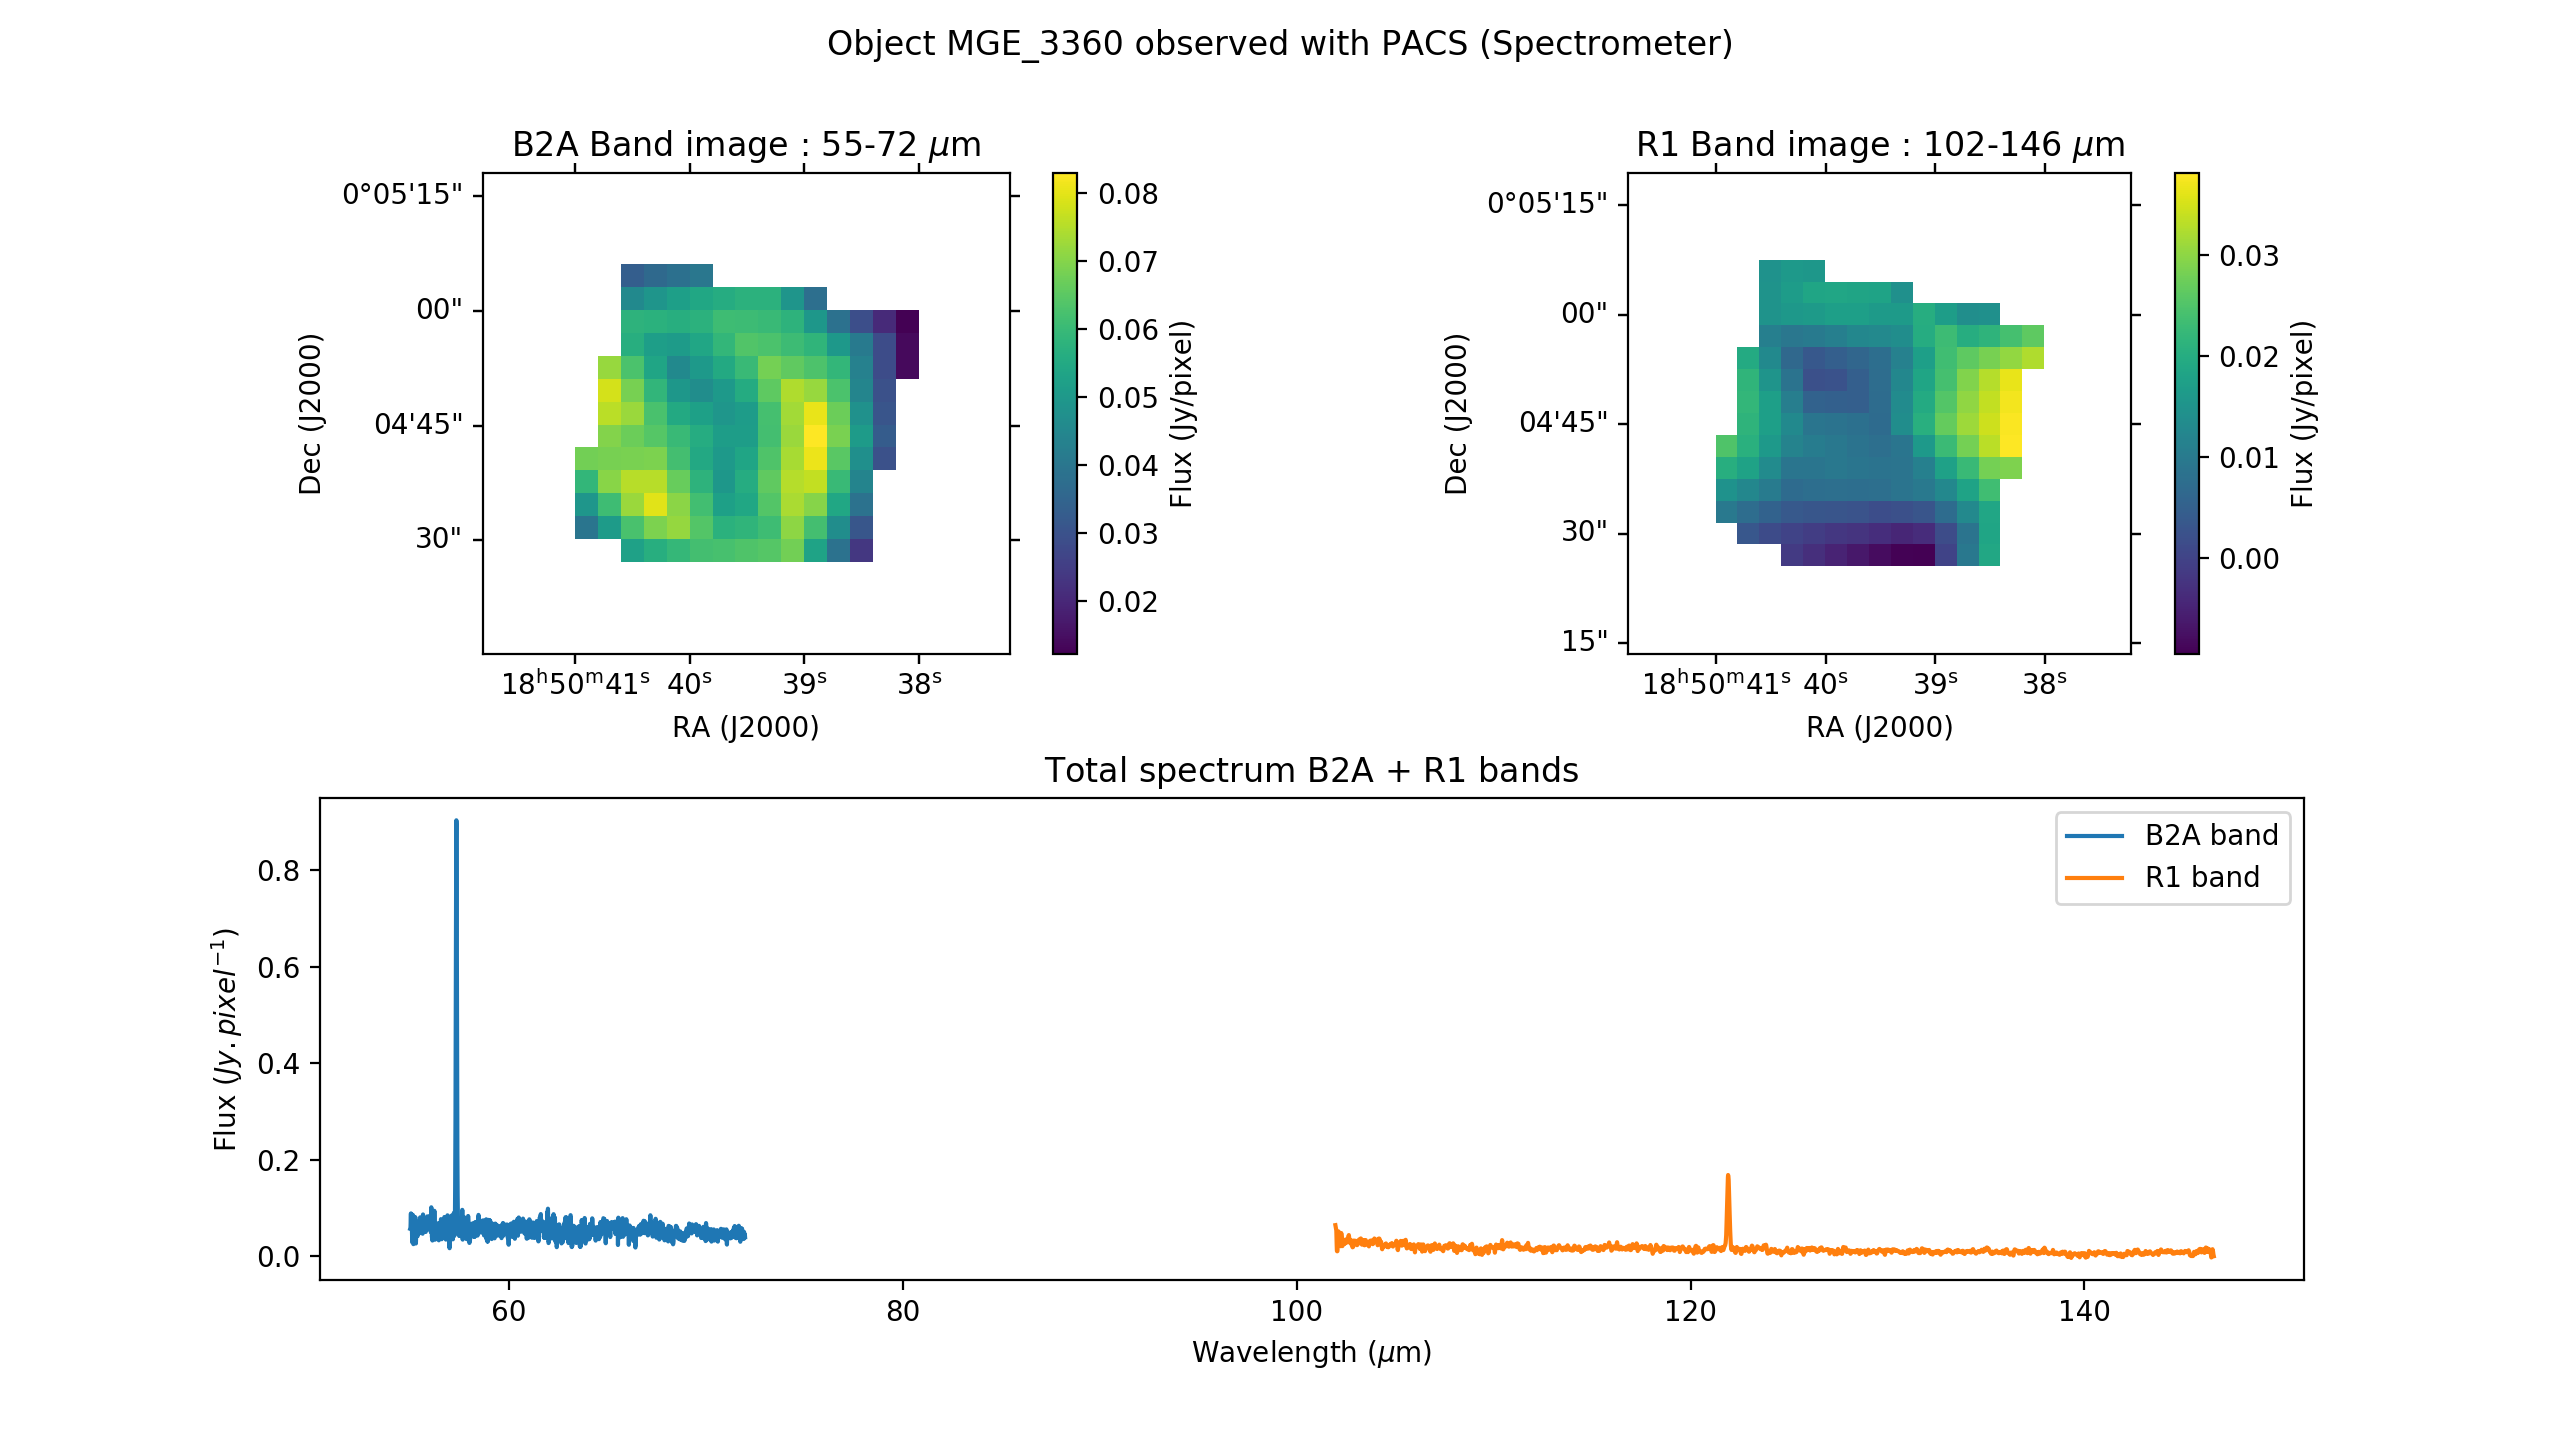 Object MGE_3360 observed with PACS (Spectrometer)
B2A Band image : 55-72 μm
0°05'15"
00"
04'45"
30"
Dec (J2000)
18ʰ50ᵐ41ˢ 40ˢ 39ˢ 38ˢ
RA (J2000)
0.08
0.07
0.06
0.05
0.04
0.03
0.02
Flux (Jy/pixel)
R1 Band image : 102-146 μm
0°05'15"
00"
04'45"
30"
15"
Dec (J2000)
18ʰ50ᵐ41ˢ 40ˢ 39ˢ 38ˢ
RA (J2000)
0.03
0.02
0.01
0.00
Flux (Jy/pixel)
Total spectrum B2A + R1 bands
0.8
0.6
0.4
0.2
0.0
Flux (Jy.pixel⁻¹)
B2A band
R1 band
60 80 100 120 140
Wavelength (μm)